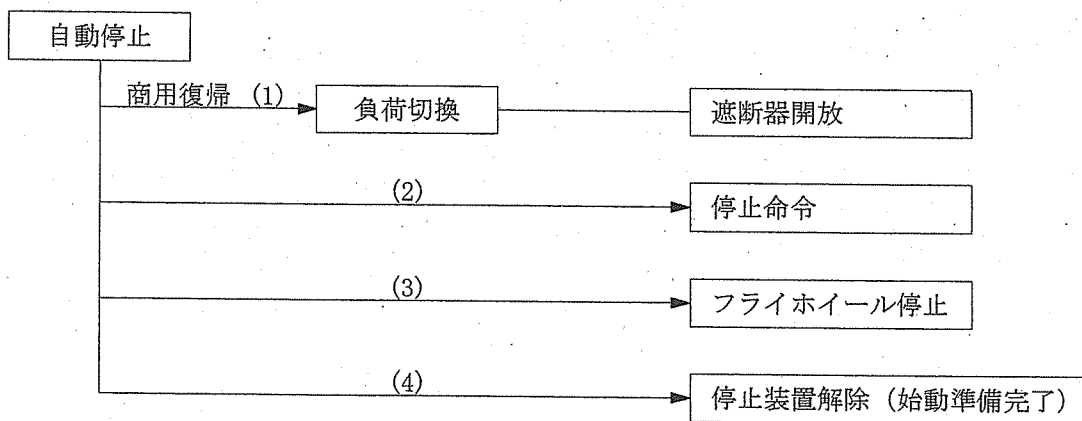 自動停止
商用復帰 (1)
負荷切換
遮断器開放
(2)
停止命令
(3)
フライホイール停止
(4)
停止装置解除（始動準備完了）